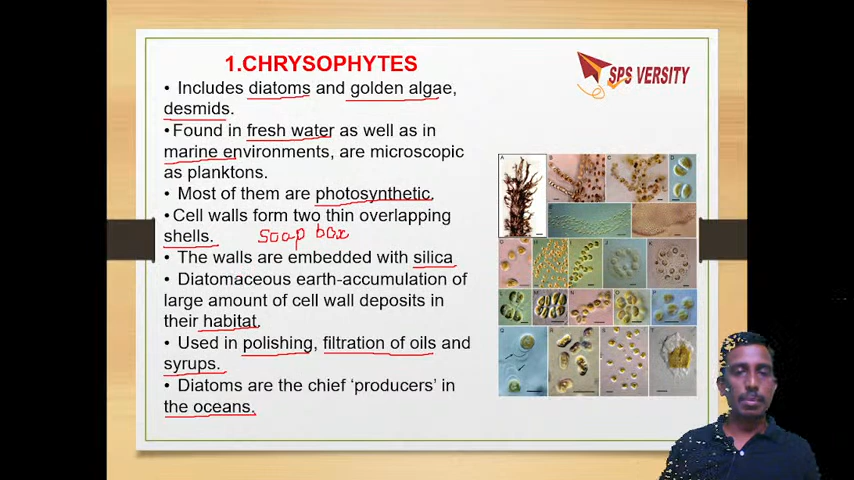 1.CHRYSOPHYTES
SPS VERSITY
• Includes diatoms and golden algae,
desmids.
•Found in fresh water as well as in
marine environments, are microscopic
as planktons.
• Most of them are photosynthetic.
•Cell walls form two thin overlapping
shells. soap box
• The walls are embedded with silica
• Diatomaceous earth-accumulation of
large amount of cell wall deposits in
their habitat.
• Used in polishing, filtration of oils and
syrups.
• Diatoms are the chief ‘producers’ in
the oceans.